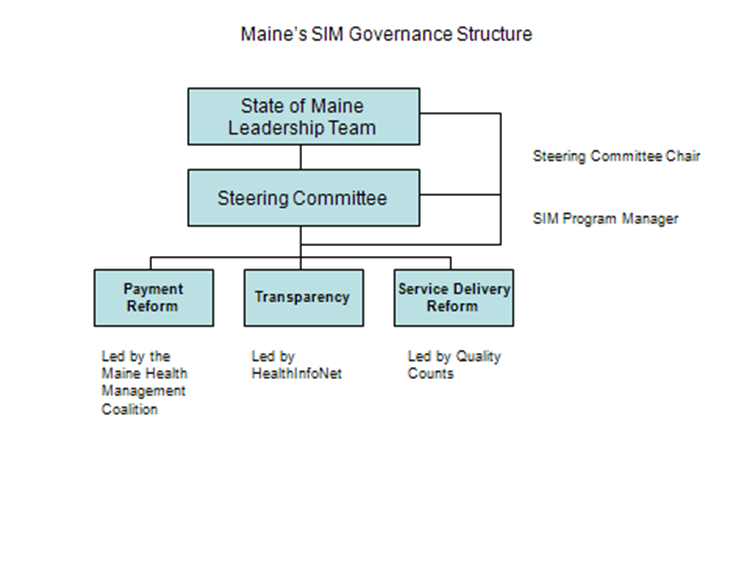 Maine's SIM Governance Structure
State of Maine
Leadership Team
Steering Committee Chair
Steering Committee
SIM Program Manager
Payment
Reform
Transparency
Service Delivery
Reform
Led by the
Maine Health
Management
Coalition
Led by
HealthInfoNet
Led by Quality
Counts